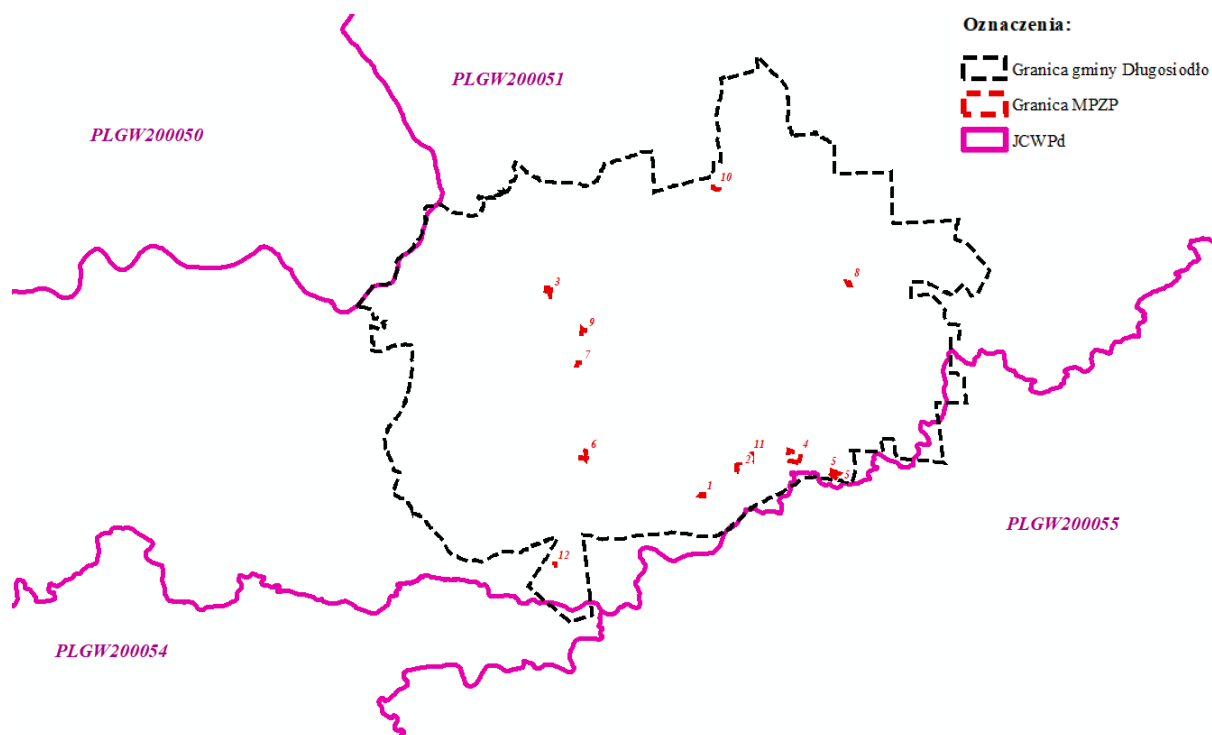 Oznaczenia:
Granica gminy Długosiodło
Granica MPZP
JCWPd
PLGW200051
PLGW200050
10
3
8
9
7
6
11
4
2
5
5
1
12
PLGW200055
PLGW200054